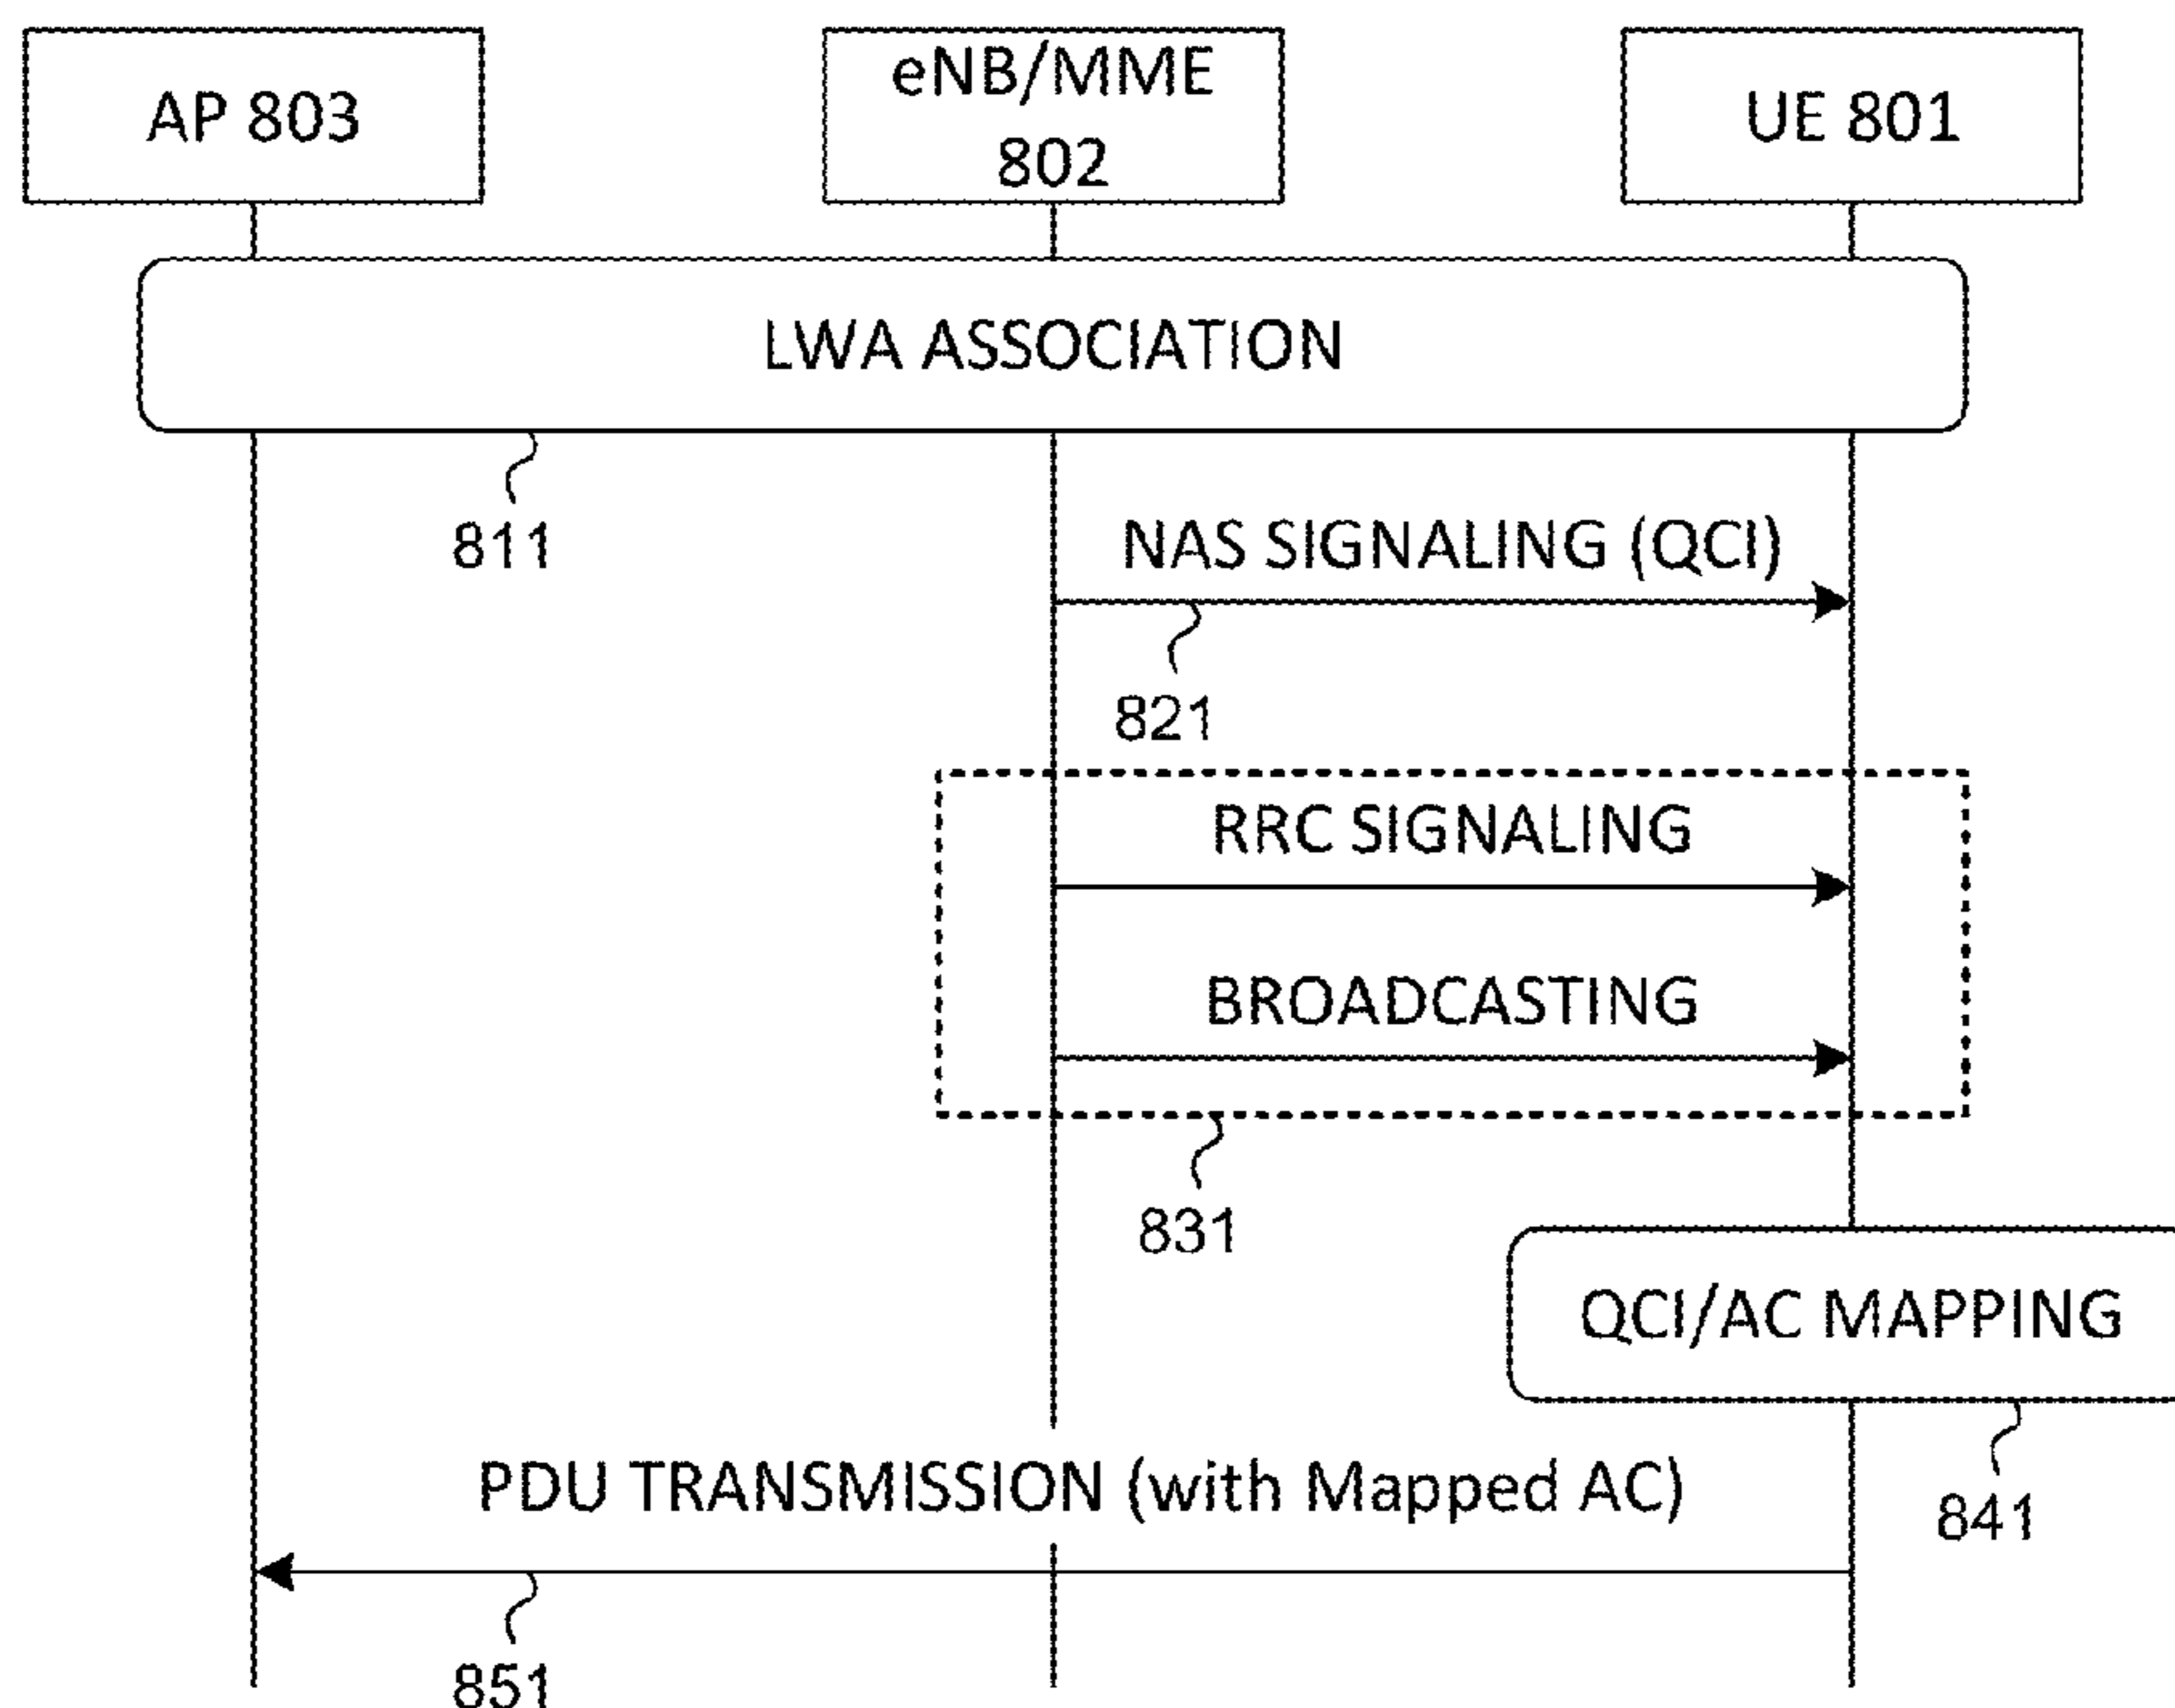 AP 803
eNB/MME
802
UE 801
LWA ASSOCIATION
811
NAS SIGNALING (QCI)
821
RRC SIGNALING
BROADCASTING
831
QCI/AC MAPPING
PDU TRANSMISSION (with Mapped AC)
841
851